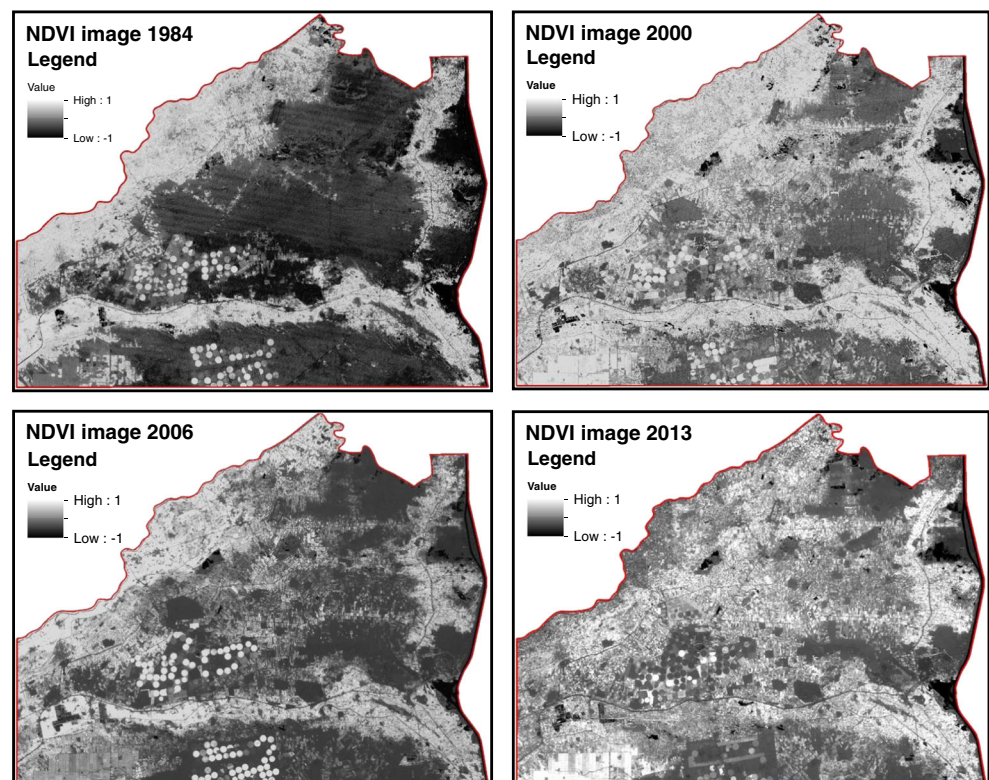 NDVI image 1984
Legend
Value
High : 1
Low : -1
NDVI image 2000
Legend
Value
High : 1
Low : -1
NDVI image 2006
Legend
Value
High : 1
Low : -1
NDVI image 2013
Legend
Value
High : 1
Low : -1